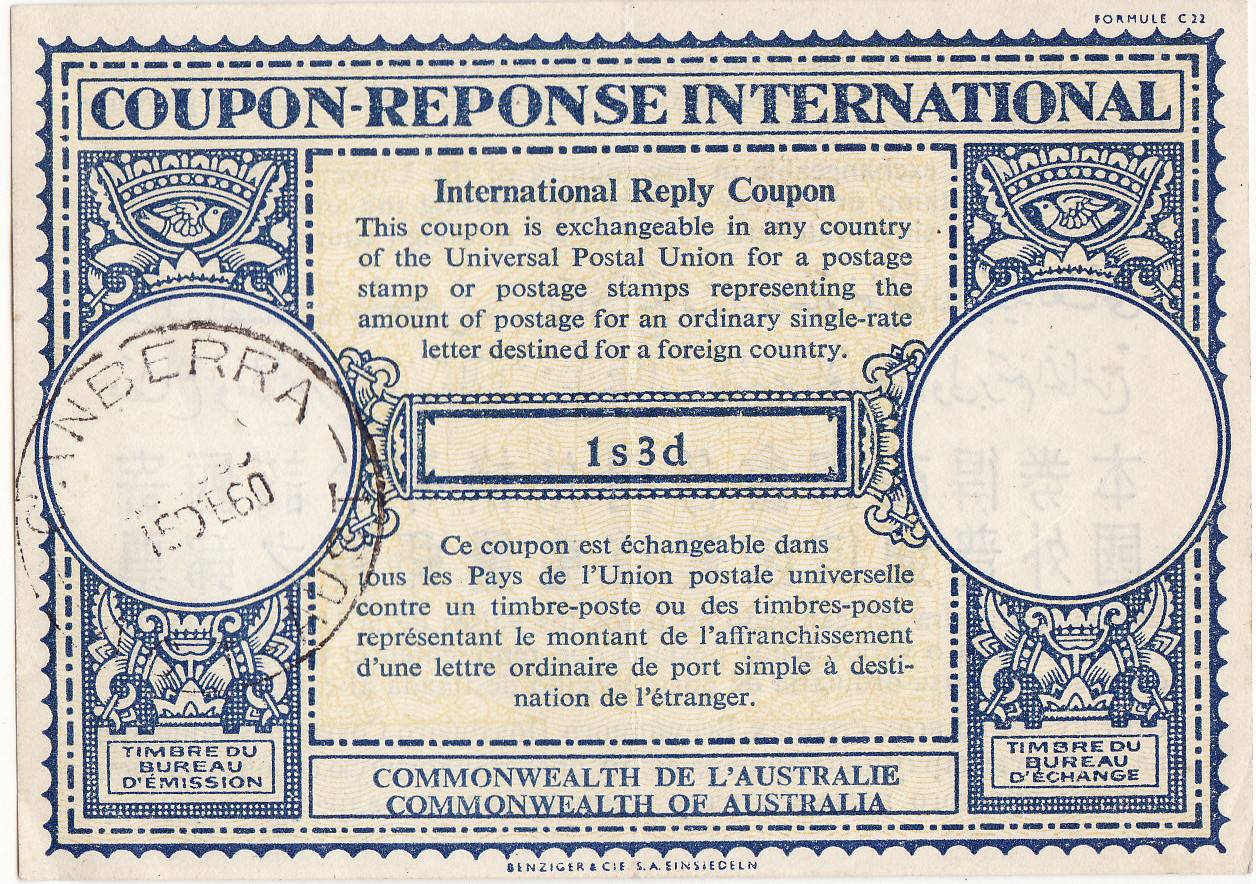 FORMULE C 22
COUPON-REPONSE INTERNATIONAL
International Reply Coupon
This coupon is exchangeable in any country
of the Universal Postal Union for a postage
stamp or postage stamps representing the
amount of postage for an ordinary single-rate
letter destined for a foreign country.
1s3d
Ce coupon est échangeable dans
tous les Pays de l'Union postale universelle
contre un timbre-poste ou des timbres-poste
représentant le montant de l'affranchissement
d'une lettre ordinaire de port simple à desti-
nation de l'étranger.
CANBERRA
15DE60
TIMBRE DU
BUREAU
D'ÉMISSION
TIMBRE DU
BUREAU
D'ÉCHANGE
COMMONWEALTH DE L'AUSTRALIE
COMMONWEALTH OF AUSTRALIA
BENZIGER & CIE S.A. EINSIEDELN